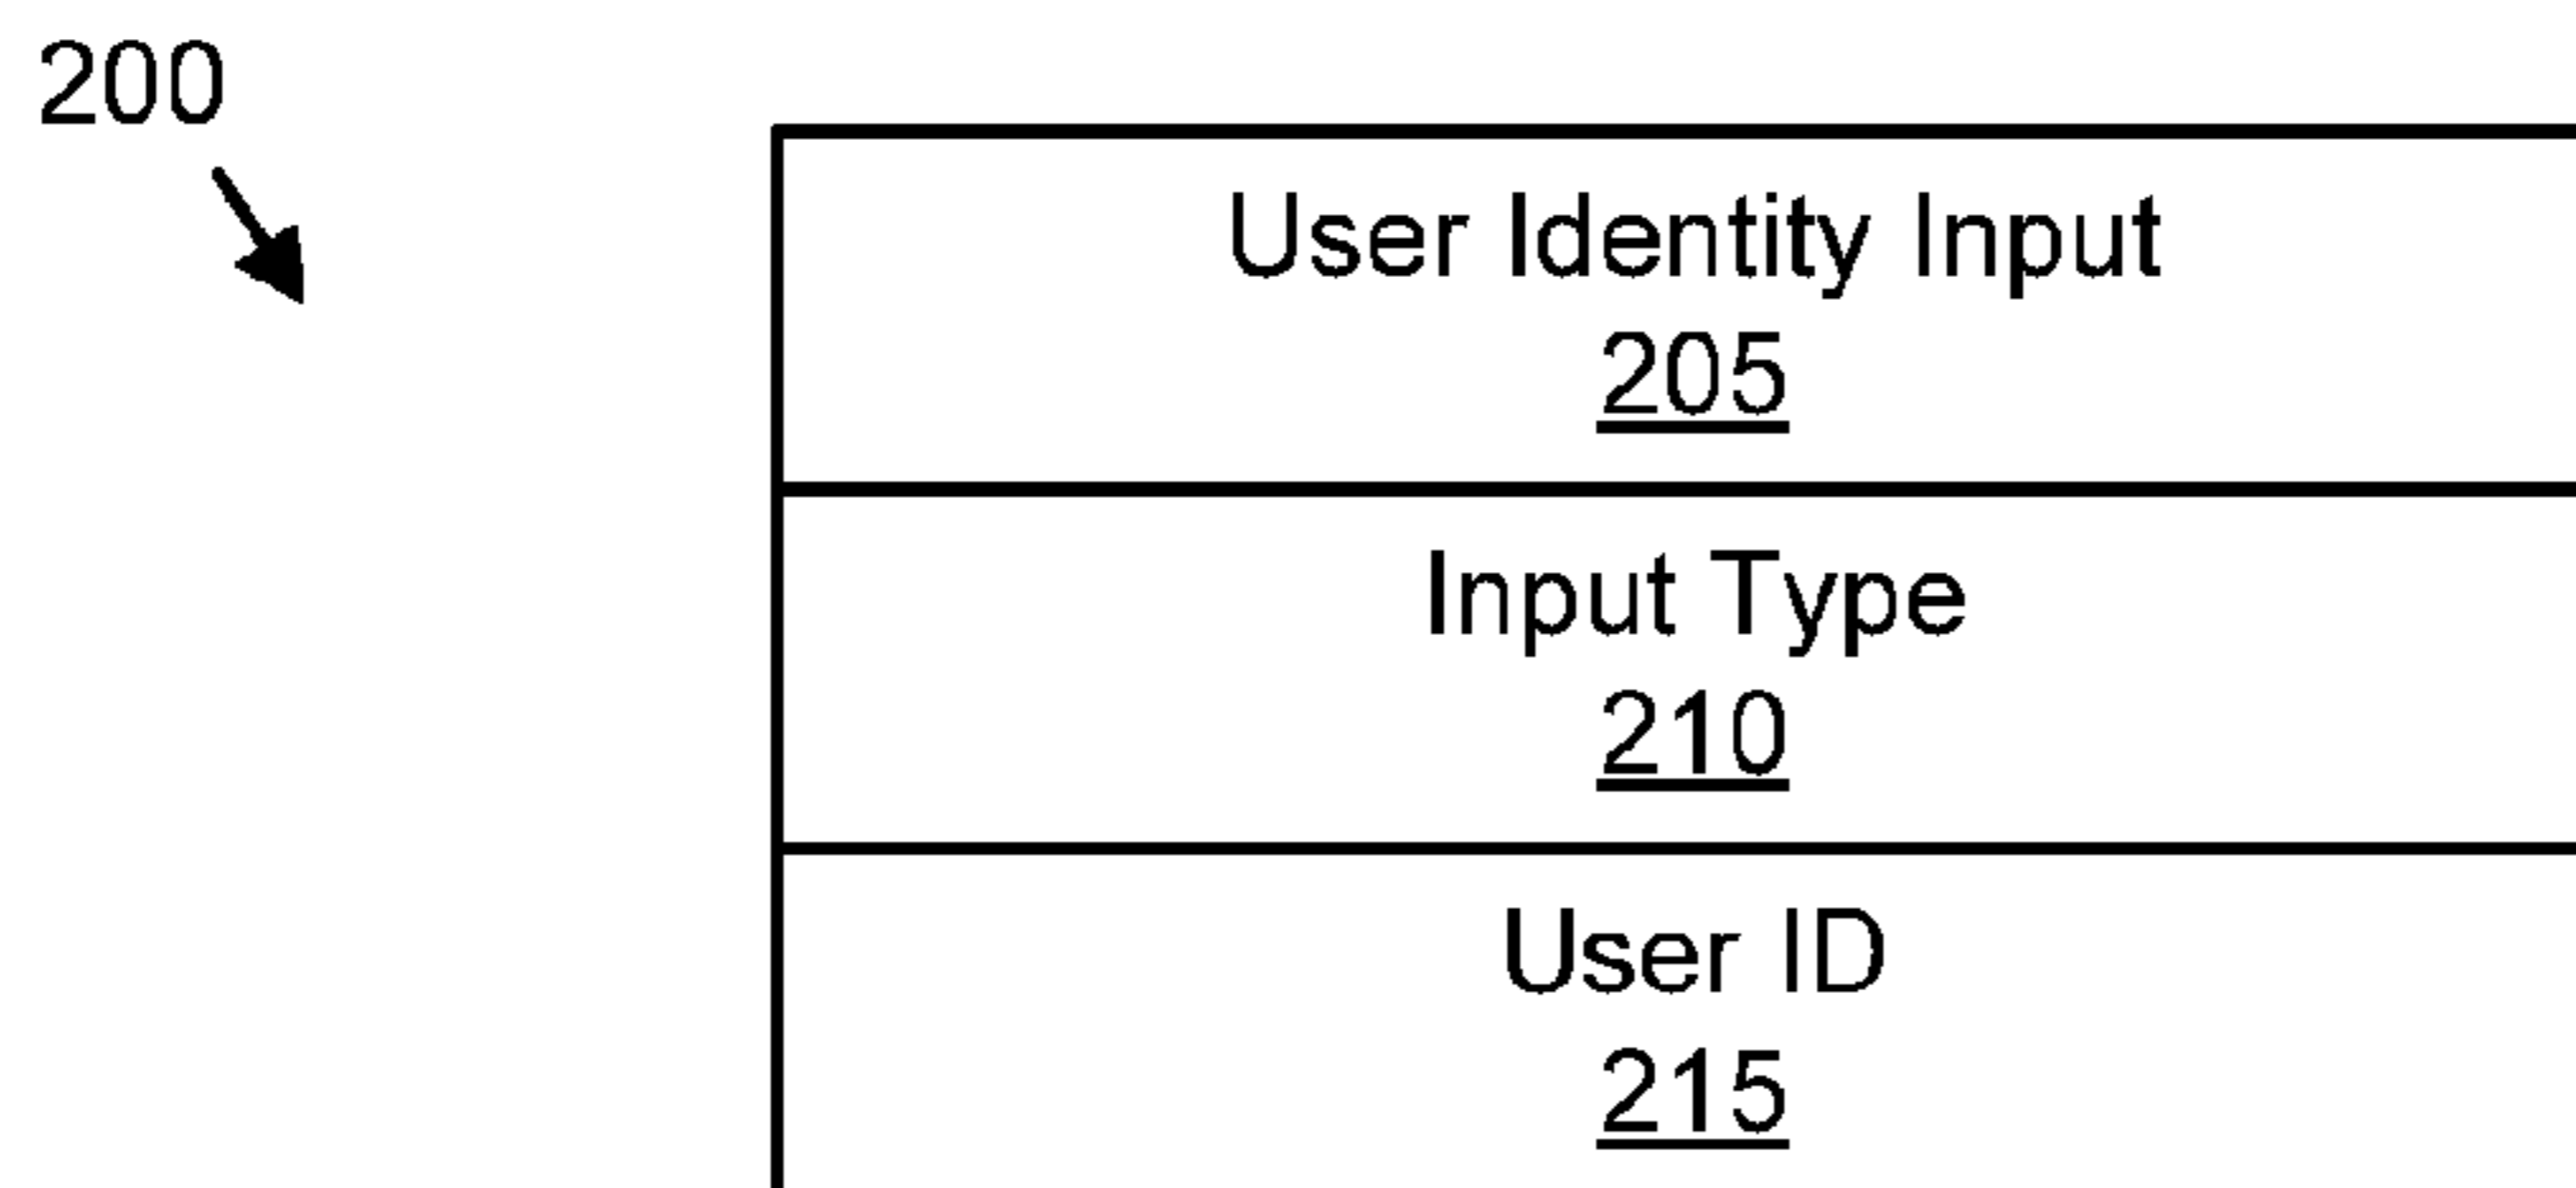 200
User Identity Input
205
Input Type
210
User ID
215